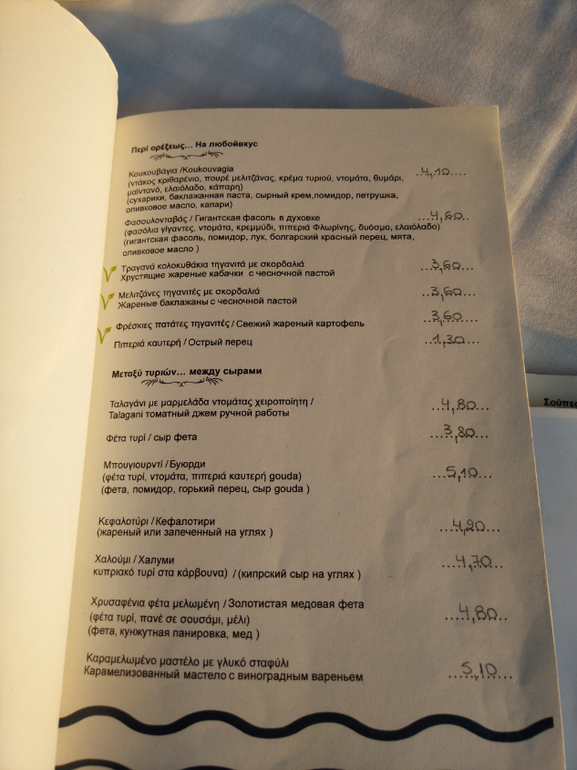 Περί ορέξεως... На любойвкус
Κουκουβάγια /Koukouvagia ..4,10....
(ντάκος κριθαρένιο, πουρέ μελιτζάνας, κρέμα τυριού, ντομάτα, θυμάρι,
μαϊντανό, ελαιόλαδο, κάπαρη)
(сухарики, баклажанная паста, сырный крем,помидор, петрушка,
оливковое масло, капари)
Φασουλονταβάς / Гигантская фасоль в духовке ...4,60..
(φασόλια γίγαντες, ντομάτα, κρεμμύδι, πιπεριά Φλωρίνης, δυόσμο, ελαιόλαδο)
(гигантская фасоль, помидор, лук, болгарский красный перец, мята,
оливковое масло )
Τραγανά κολοκυθάκια τηγανιτά με σκορδαλιά ...3,60....
Хрустящие жареные кабачки с чесночной пастой
Μελιτζάνες τηγανιτές με σκορδαλιά ...3,60...
Жареные баклажаны с чесночной пастой
Φρέσκιες πατάτες τηγανιτές / Свежий жареный картофель ...3,60....
Πιπεριά καυτερή / Острый перец ...1,30....
Μεταξύ τυριών... между сырами
Ταλαγάνι με μαρμελάδα ντομάτας χειροποίητη / ...4,80...
Talagani томатный джем ручной работы
Φέτα τυρί / сыр фета ...3,80...
Μπουγιουρντί / Буюрди
(φέτα τυρί, ντομάτα, πιπεριά καυτερή gouda) ...5,10...
(фета, помидор, горький перец, сыр gouda )
Κεφαλοτύρι / Кефалотири ...4,20...
(жареный или запеченный на углях )
Χαλούμι / Халуми ...4,70...
κυπριακό τυρί στα κάρβουνα) / (кипрский сыр на углях )
Χρυσαφένια φέτα μελωμένη / Золотистая медовая фета ...4,80..
(φέτα τυρί, πανέ σε σουσάμι, μέλι)
(фета, кунжутная панировка, мед )
Καραμελωμένο μαστέλο με γλυκό σταφύλι ...5,10...
Карамелизованный мастело с виноградным вареньем